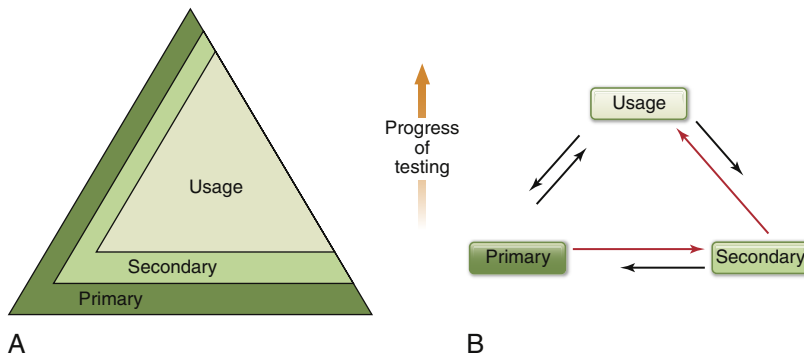 Usage
Secondary
Primary
A
Progress
of
testing
Usage
Primary
Secondary
B